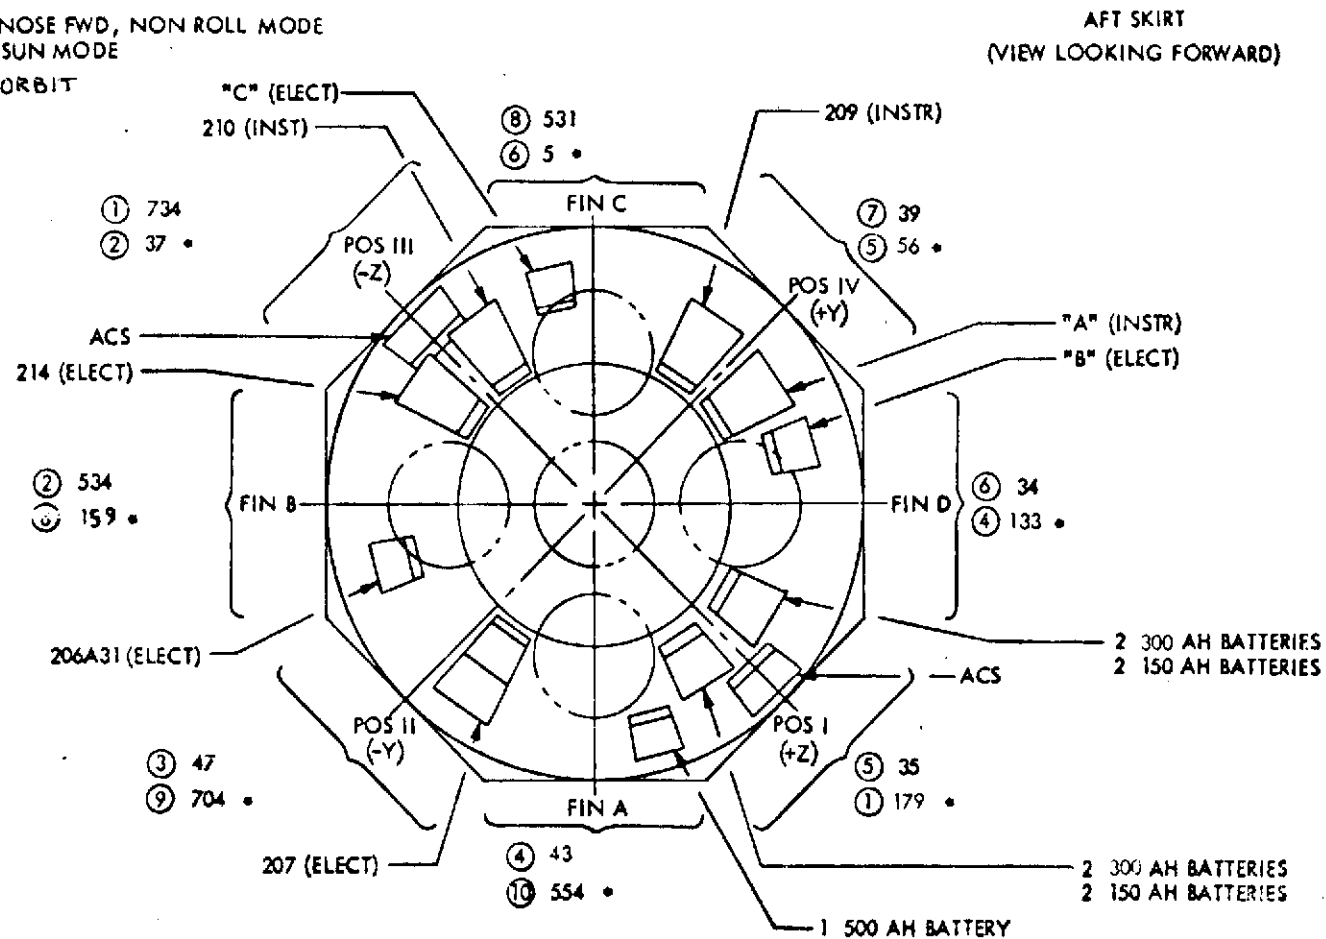 NOSE FWD, NON ROLL MODE
SUN MODE
ORBIT
AFT SKIRT
(VIEW LOOKING FORWARD)
"C" (ELECT)
210 (INST)
⑧ 531
⑥ 5 •
209 (INSTR)
FIN C
① 734
② 37 •
POS III
(-Z)
⑦ 39
⑤ 56 •
POS IV
(+Y)
ACS
"A" (INSTR)
"B" (ELECT)
214 (ELECT)
② 534
159 •
FIN B
FIN D
⑥ 34
④ 133 •
206A31 (ELECT)
2 300 AH BATTERIES
2 150 AH BATTERIES
ACS
POS II
(-Y)
POS I
(+Z)
③ 47
⑨ 704 •
⑤ 35
① 179 •
FIN A
207 (ELECT)
④ 43
⑩ 554 •
2 300 AH BATTERIES
2 150 AH BATTERIES
1 500 AH BATTERY